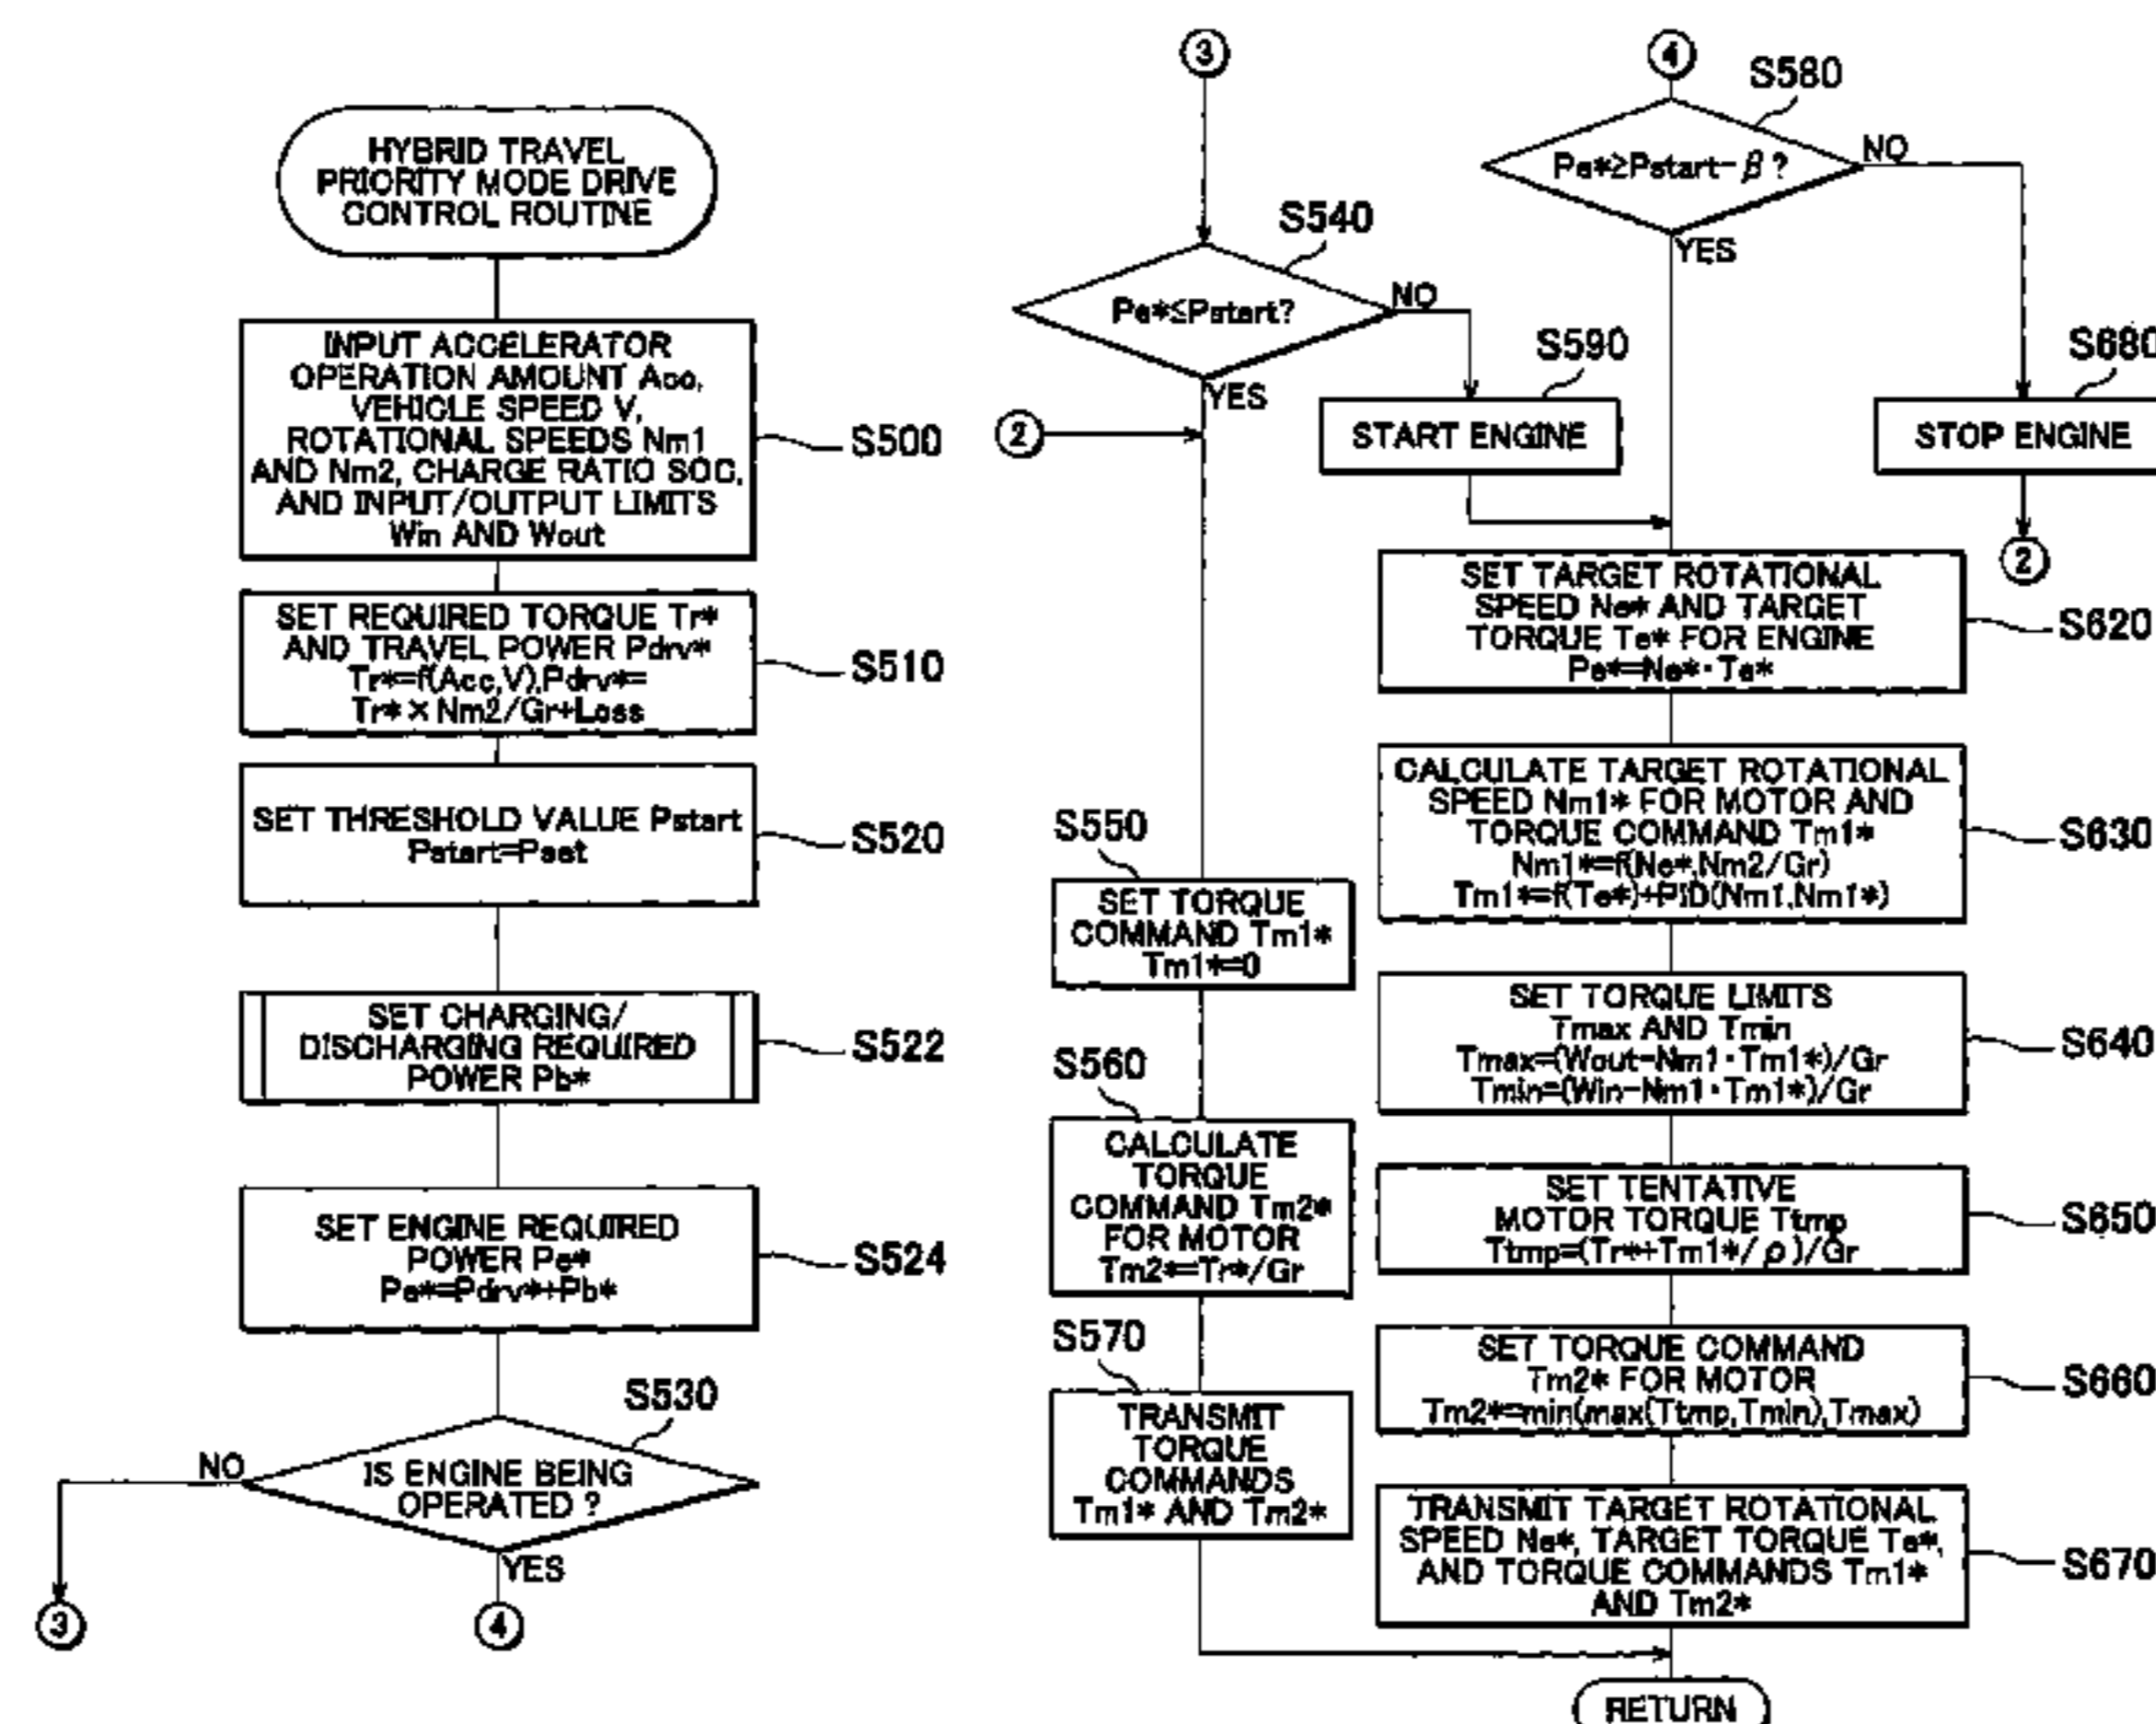 HYBRID TRAVEL
PRIORITY MODE DRIVE
CONTROL ROUTINE
INPUT ACCELERATOR
OPERATION AMOUNT Acc,
VEHICLE SPEED V,
ROTATIONAL SPEEDS Nm1
AND Nm2, CHARGE RATIO SOC,
AND INPUT/OUTPUT LIMITS
Win AND Wout
S500
SET REQUIRED TORQUE Tr*
AND TRAVEL POWER Pdrv*
Tr*=f(Acc,V),Pdrv*=
Tr*×Nm2/Gr+Loss
S510
SET THRESHOLD VALUE Pstart
Pstart=Pset
S520
SET CHARGING/
DISCHARGING REQUIRED
POWER Pb*
S522
SET ENGINE REQUIRED
POWER Pe*
Pe*=Pdrv*+Pb*
S524
S530
IS ENGINE BEING
OPERATED ?
NO
YES
3
4
3
S540
Pe*≤Pstart?
NO
YES
2
S590
START ENGINE
S550
SET TORQUE
COMMAND Tm1*
Tm1*=0
S560
CALCULATE
TORQUE
COMMAND Tm2*
FOR MOTOR
Tm2*=Tr*/Gr
S570
TRANSMIT
TORQUE
COMMANDS
Tm1* AND Tm2*
4
S580
Pe*≥Pstart-β?
NO
YES
S680
STOP ENGINE
2
SET TARGET ROTATIONAL
SPEED Ne* AND TARGET
TORQUE Te* FOR ENGINE
Pe*=Ne*·Te*
S620
CALCULATE TARGET ROTATIONAL
SPEED Nm1* FOR MOTOR AND
TORQUE COMMAND Tm1*
Nm1*=f(Ne*,Nm2/Gr)
Tm1*=f(Te*)+PID(Nm1,Nm1*)
S630
SET TORQUE LIMITS
Tmax AND Tmin
Tmax=(Wout-Nm1·Tm1*)/Gr
Tmin=(Win-Nm1·Tm1*)/Gr
S640
SET TENTATIVE
MOTOR TORQUE Ttmp
Ttmp=(Tr*+Tm1*/ρ)/Gr
S650
SET TORQUE COMMAND
Tm2* FOR MOTOR
Tm2*=min(max(Ttmp,Tmin),Tmax)
S660
TRANSMIT TARGET ROTATIONAL
SPEED Ne*, TARGET TORQUE Te*,
AND TORQUE COMMANDS Tm1*
AND Tm2*
S670
RETURN